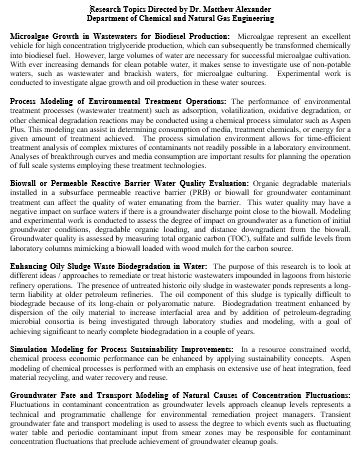 Research Topics Directed by Dr. Matthew Alexander
Department of Chemical and Natural Gas Engineering
Microalgae Growth in Wastewaters for Biodiesel Production: Microalgae represent an excellent
vehicle for high concentration triglyceride production, which can subsequently be transformed chemically
into biodiesel fuel. However, large volumes of water are necessary for successful microalgae cultivation.
With ever increasing demands for clean potable water, it makes sense to investigate use of non-potable
waters, such as wastewater and brackish waters, for microalgae culturing. Experimental work is
conducted to investigate algae growth and oil production in these water sources.
Process Modeling of Environmental Treatment Operations: The performance of environmental
treatment processes (wastewater treatment) such as adsorption, volatilization, oxidative degradation, or
other chemical degradation reactions may be conducted using a chemical process simulator such as Aspen
Plus. This modeling can assist in determining consumption of media, treatment chemicals, or energy for a
given amount of treatment achieved. The process simulation environment allows for time-efficient
treatment analysis of complex mixtures of contaminants not readily possible in a laboratory environment.
Analyses of breakthrough curves and media consumption are important results for planning the operation
of full scale systems employing these treatment technologies.
Biowall or Permeable Reactive Barrier Water Quality Evaluation: Organic degradable materials
installed in a subsurface permeable reactive barrier (PRB) or biowall for groundwater contaminant
treatment can affect the quality of water emanating from the barrier. This water quality may have a
negative impact on surface waters if there is a groundwater discharge point close to the biowall. Modeling
and experimental work is conducted to assess the degree of impact on groundwater as a function of initial
groundwater conditions, degradable organic loading, and distance downgradient from the biowall.
Groundwater quality is assessed by measuring total organic carbon (TOC), sulfate and sulfide levels from
laboratory columns mimicking a biowall loaded with wood mulch for the carbon source.
Enhancing Oily Sludge Waste Biodegradation in Water: The purpose of this research is to look at
different ideas / approaches to remediate or treat historic wastewaters impounded in lagoons from historic
refinery operations. The presence of untreated historic oily sludge in wastewater ponds represents a long-
term liability at older petroleum refineries. The oil component of this sludge is typically difficult to
biodegrade because of its long-chain or polyaromatic nature. Biodegradation treatment enhanced by
dispersion of the oily material to increase interfacial area and by addition of petroleum-degrading
microbial consortia is being investigated through laboratory studies and modeling, with a goal of
achieving significant to nearly complete biodegradation in a couple of years.
Simulation Modeling for Process Sustainability Improvements: In a resource constrained world,
chemical process economic performance can be enhanced by applying sustainability concepts. Aspen
modeling of chemical processes is performed with an emphasis on extensive use of heat integration, feed
material recycling, and water recovery and reuse.
Groundwater Fate and Transport Modeling of Natural Causes of Concentration Fluctuations:
Fluctuations in contaminant concentration as groundwater levels approach cleanup levels represents a
technical and programmatic challenge for environmental remediation project managers. Transient
groundwater fate and transport modeling is used to assess the degree to which events such as fluctuating
water table and periodic contaminant input from smear zones may be responsible for contaminant
concentration fluctuations that preclude achievement of groundwater cleanup goals.